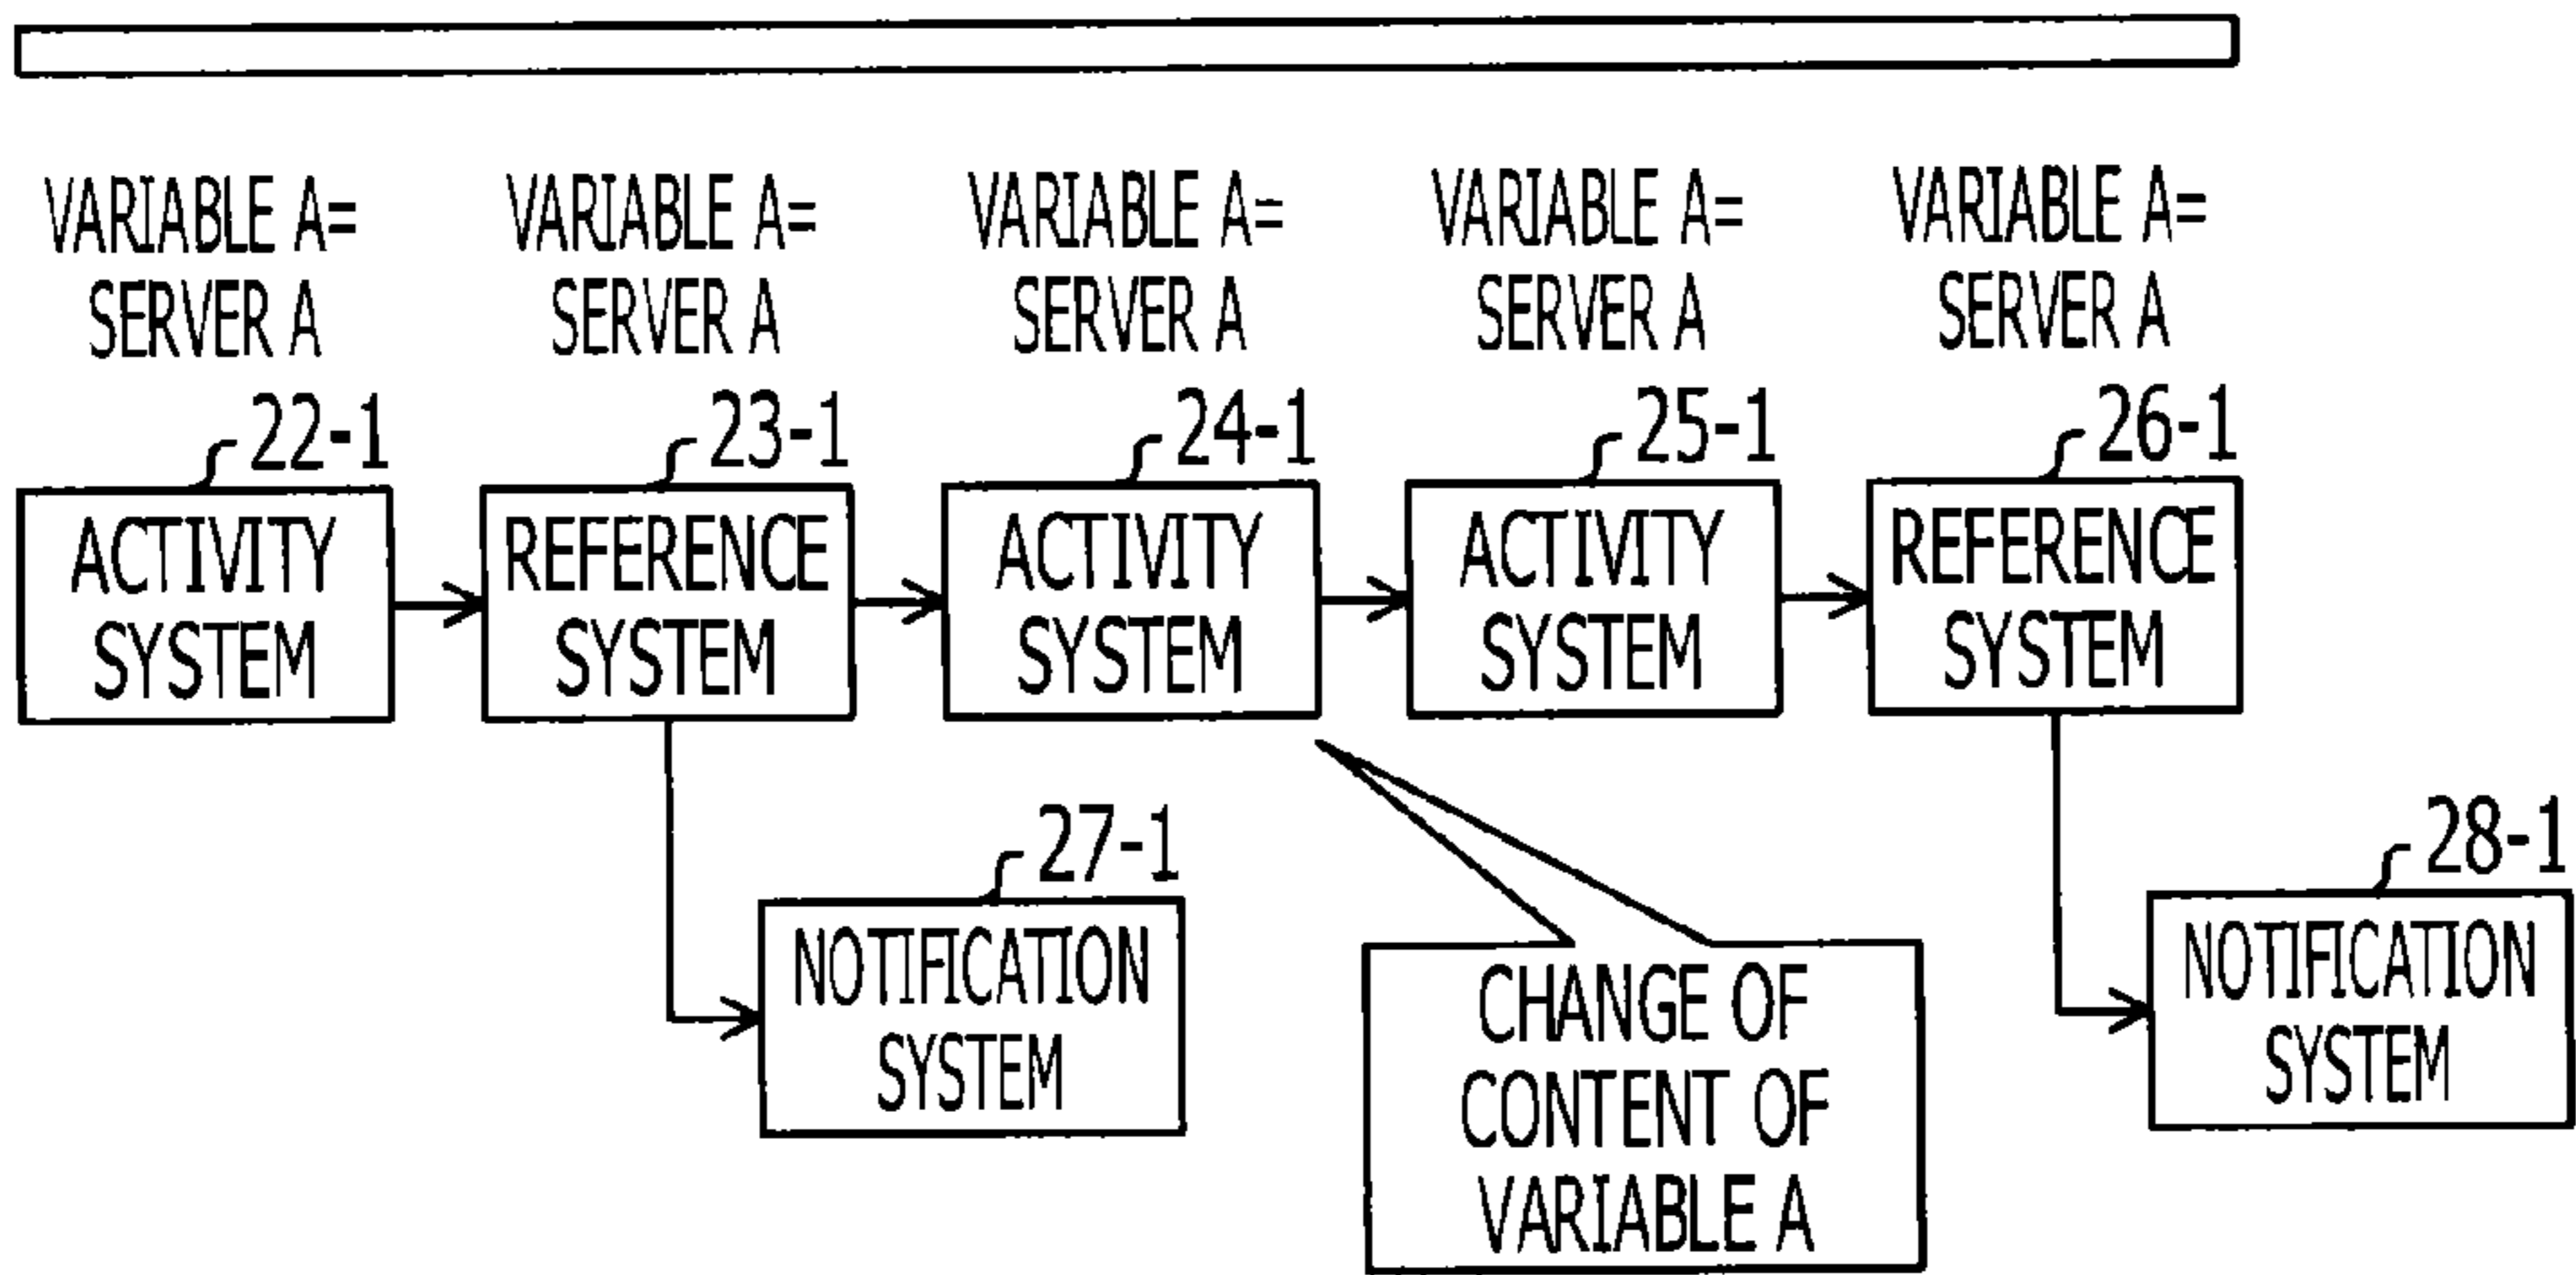 VARIABLE A=
SERVER A
VARIABLE A=
SERVER A
VARIABLE A=
SERVER A
VARIABLE A=
SERVER A
VARIABLE A=
SERVER A
22-1
23-1
24-1
25-1
26-1
ACTIVITY
SYSTEM
REFERENCE
SYSTEM
ACTIVITY
SYSTEM
ACTIVITY
SYSTEM
REFERENCE
SYSTEM
27-1
NOTIFICATION
SYSTEM
CHANGE OF
CONTENT OF
VARIABLE A
28-1
NOTIFICATION
SYSTEM